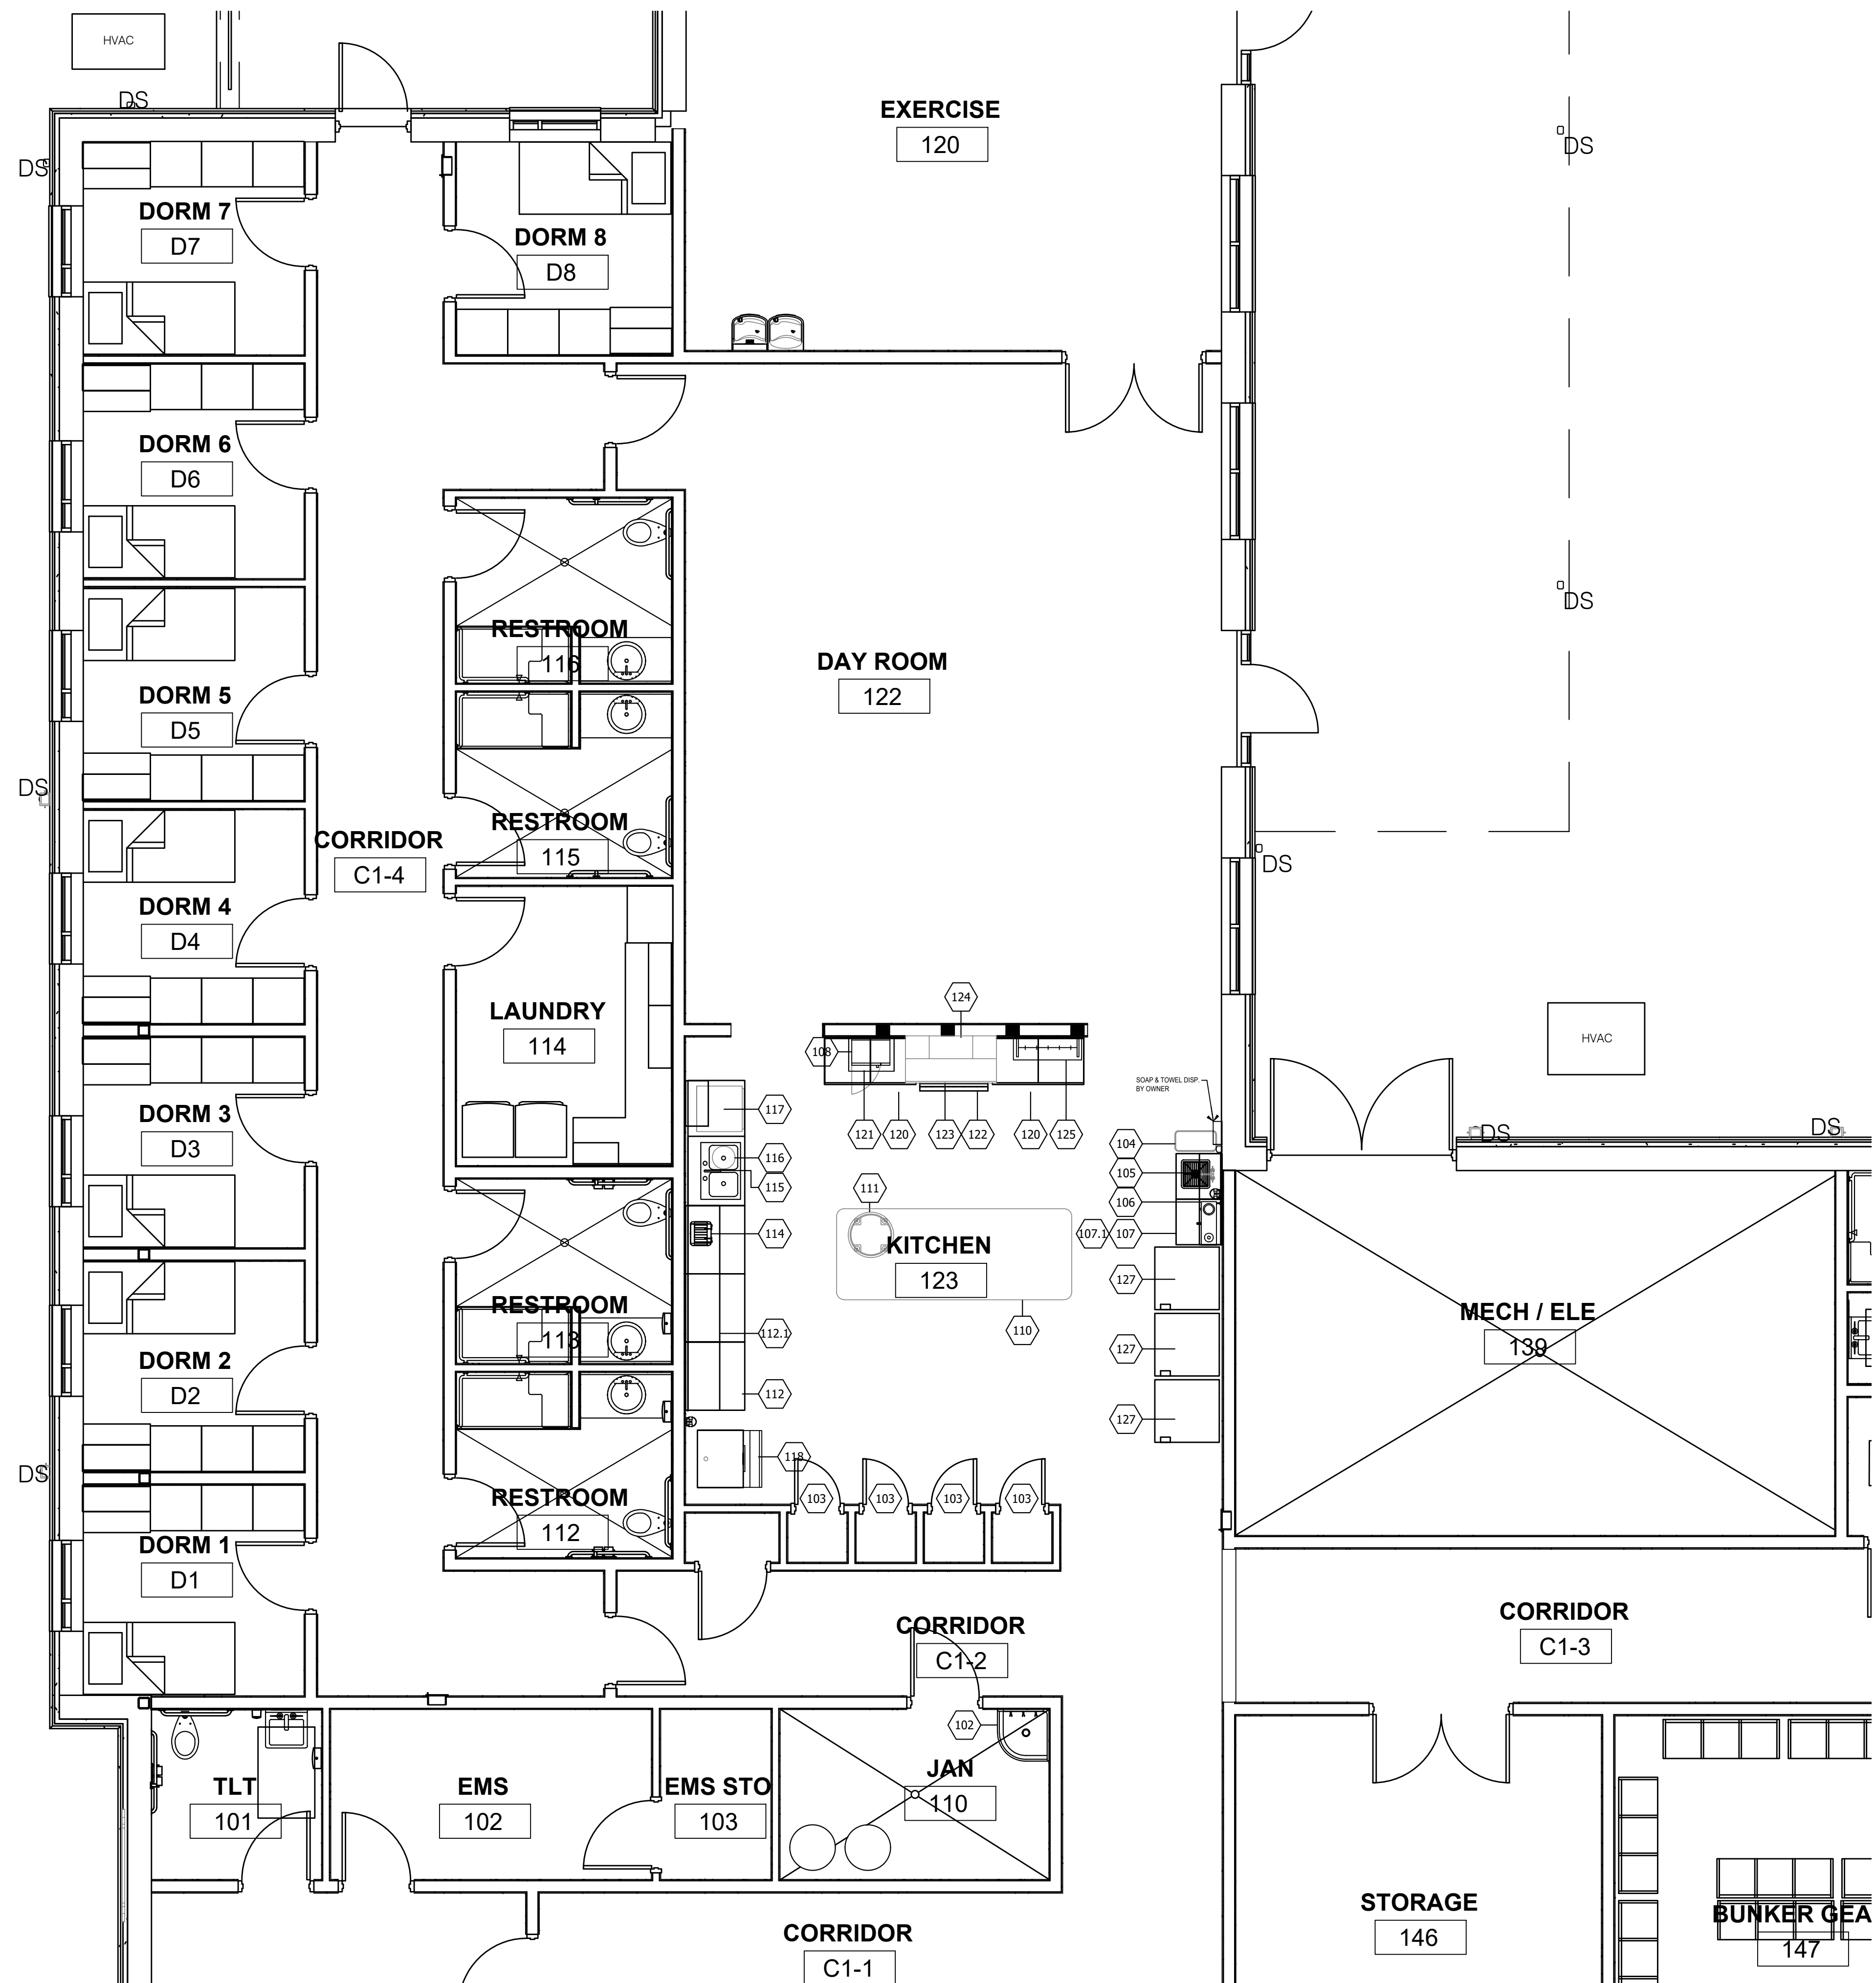 HVAC
DS
EXERCISE
120
DS
DS
DORM 7
D7
DORM 8
D8
DORM 6
D6
DS
RESTROOM
116
DAY ROOM
122
DORM 5
D5
DS
RESTROOM
115
CORRIDOR
C1-4
DS
DORM 4
D4
LAUNDRY
114
124
108
HVAC
SOAP & TOWEL DISP.
BY OWNER
117
121
120
123
122
120
125
104
DS
DS
DORM 3
D3
116
115
105
111
106
114
107.1
107
KITCHEN
123
127
RESTROOM
113
112.1
110
127
MECH / ELE
139
DORM 2
D2
112
127
DS
118
RESTROOM
112
103
103
103
103
DORM 1
D1
CORRIDOR
C1-2
CORRIDOR
C1-3
102
TLT
101
EMS
102
EMS STO
103
JAN
110
STORAGE
146
BUNKER GEA
147
CORRIDOR
C1-1